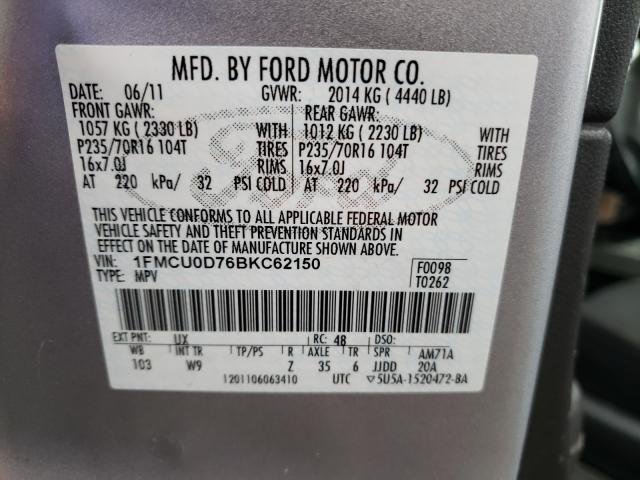 MFD. BY FORD MOTOR CO.
DATE: 06/11 GVWR: 2014 KG ( 4440 LB)
FRONT GAWR: REAR GAWR:
1057 KG ( 2330 LB) WITH 1012 KG ( 2230 LB) WITH
P235/70R16 104T TIRES P235/70R16 104T TIRES
16x7.0J RIMS 16x7.0J RIMS
AT 220 kPa/ 32 PSI COLD AT 220 kPa/ 32 PSI COLD
THIS VEHICLE CONFORMS TO ALL APPLICABLE FEDERAL MOTOR
VEHICLE SAFETY AND THEFT PREVENTION STANDARDS IN
EFFECT ON THE DATE OF MANUFACTURE SHOWN ABOVE.
VIN: 1FMCU0D76BKC62150 F0098
TYPE: MPV T0262
EXT PNT: UX RC: 48 DSO:
WB INT TR TP/PS R AXLE TR SPR AM71A
103 W9 Z 35 6 JJDD 20A
1201106063410 UTC ▽5U5A-1520472-BA